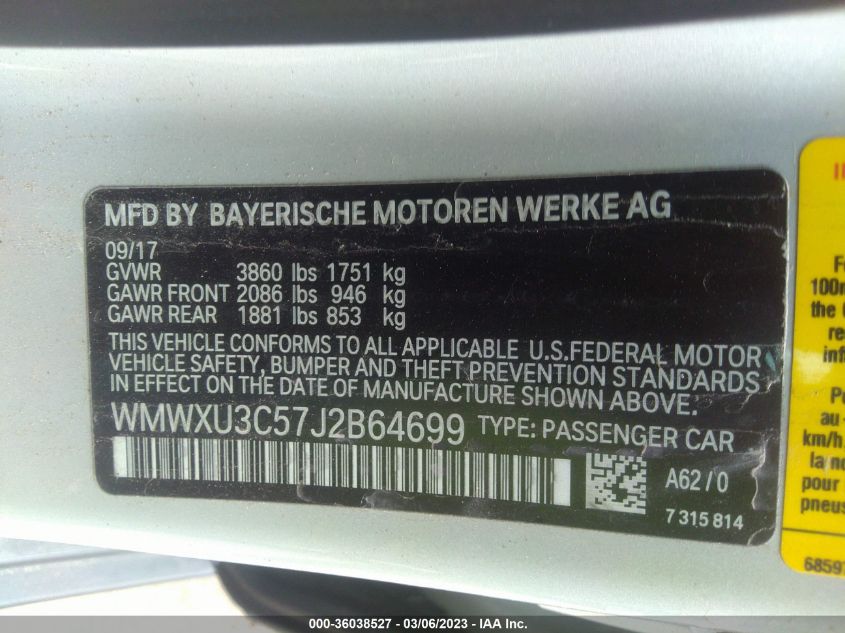 MFD BY BAYERISCHE MOTOREN WERKE AG
09/17
GVWR 3860 lbs 1751 kg
GAWR FRONT 2086 lbs 946 kg
GAWR REAR 1881 lbs 853 kg
THIS VEHICLE CONFORMS TO ALL APPLICABLE U.S.FEDERAL MOTOR
VEHICLE SAFETY, BUMPER AND THEFT PREVENTION STANDARDS
IN EFFECT ON THE DATE OF MANUFACTURE SHOWN ABOVE.
WMWXU3C57J2B64699 TYPE: PASSENGER CAR
A62/0
7 315 814
the
au
km/h
la
pour
pneus
6859
000-36038527 - 03/06/2023 - IAA Inc.